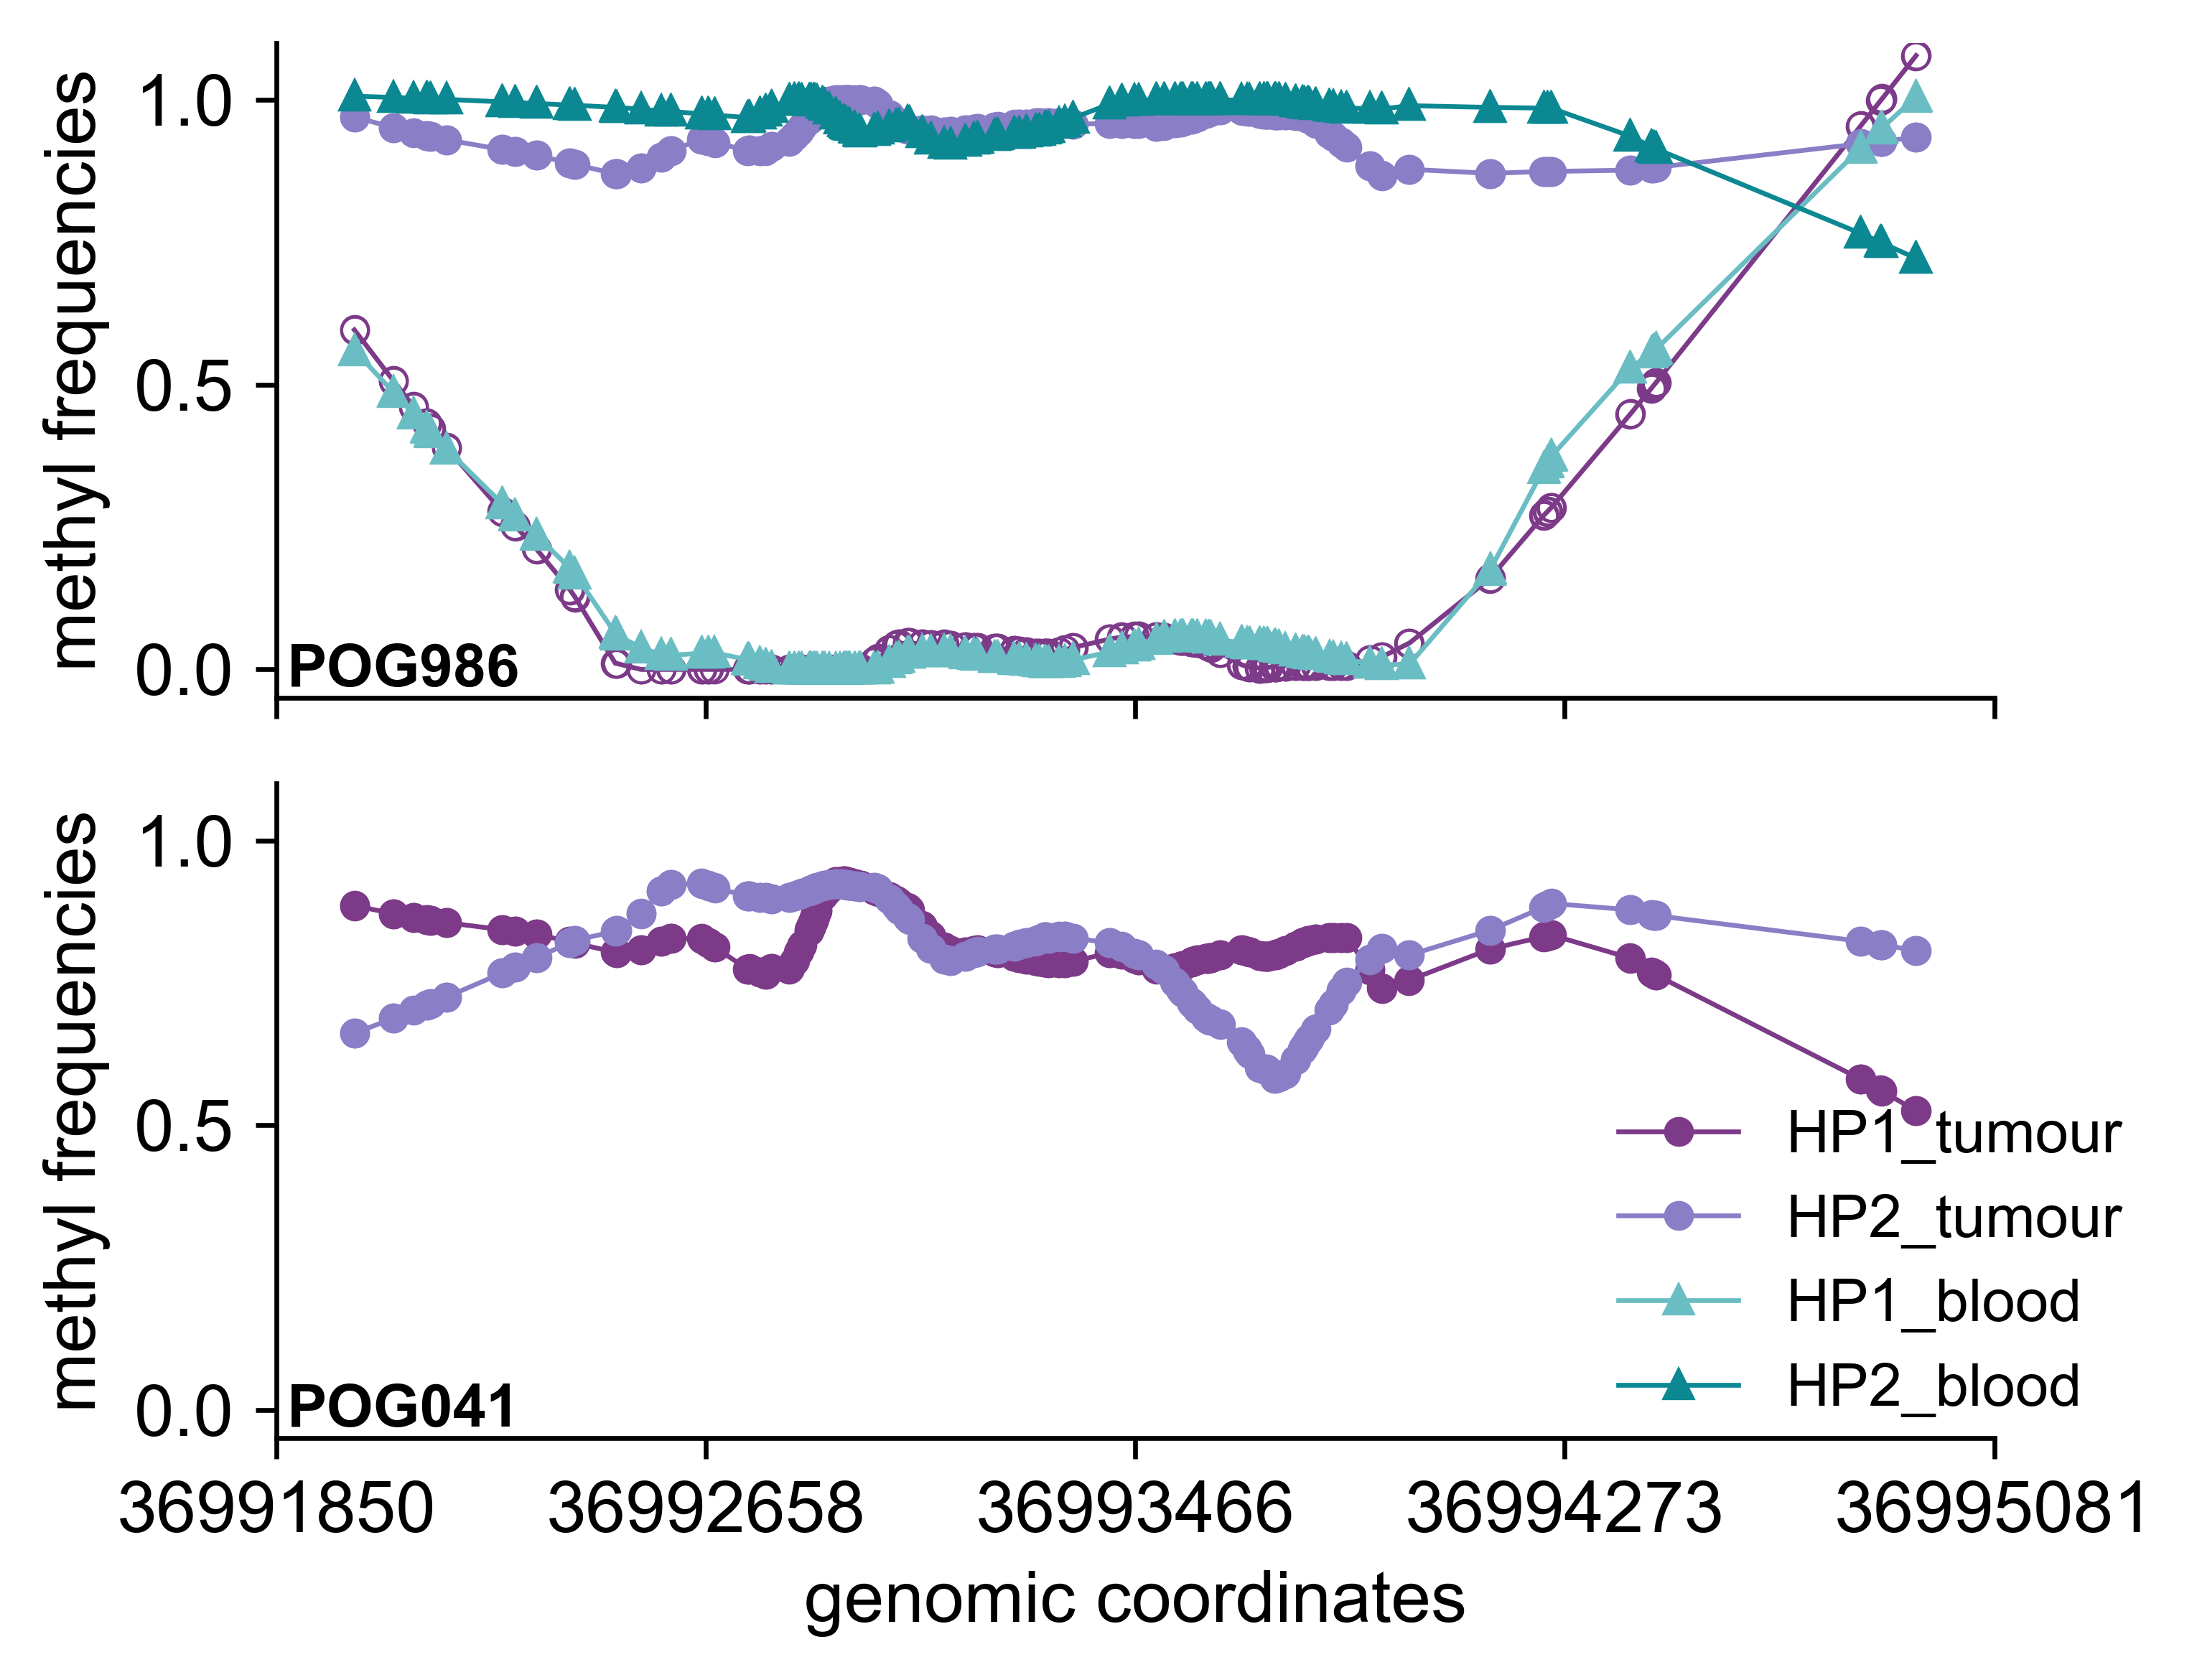 methyl frequencies
1.0
0.5
0.0
POG986
methyl frequencies
1.0
0.5
0.0
POG041
HP1_tumour
HP2_tumour
HP1_blood
HP2_blood
36991850 36992658 36993466 36994273 36995081
genomic coordinates